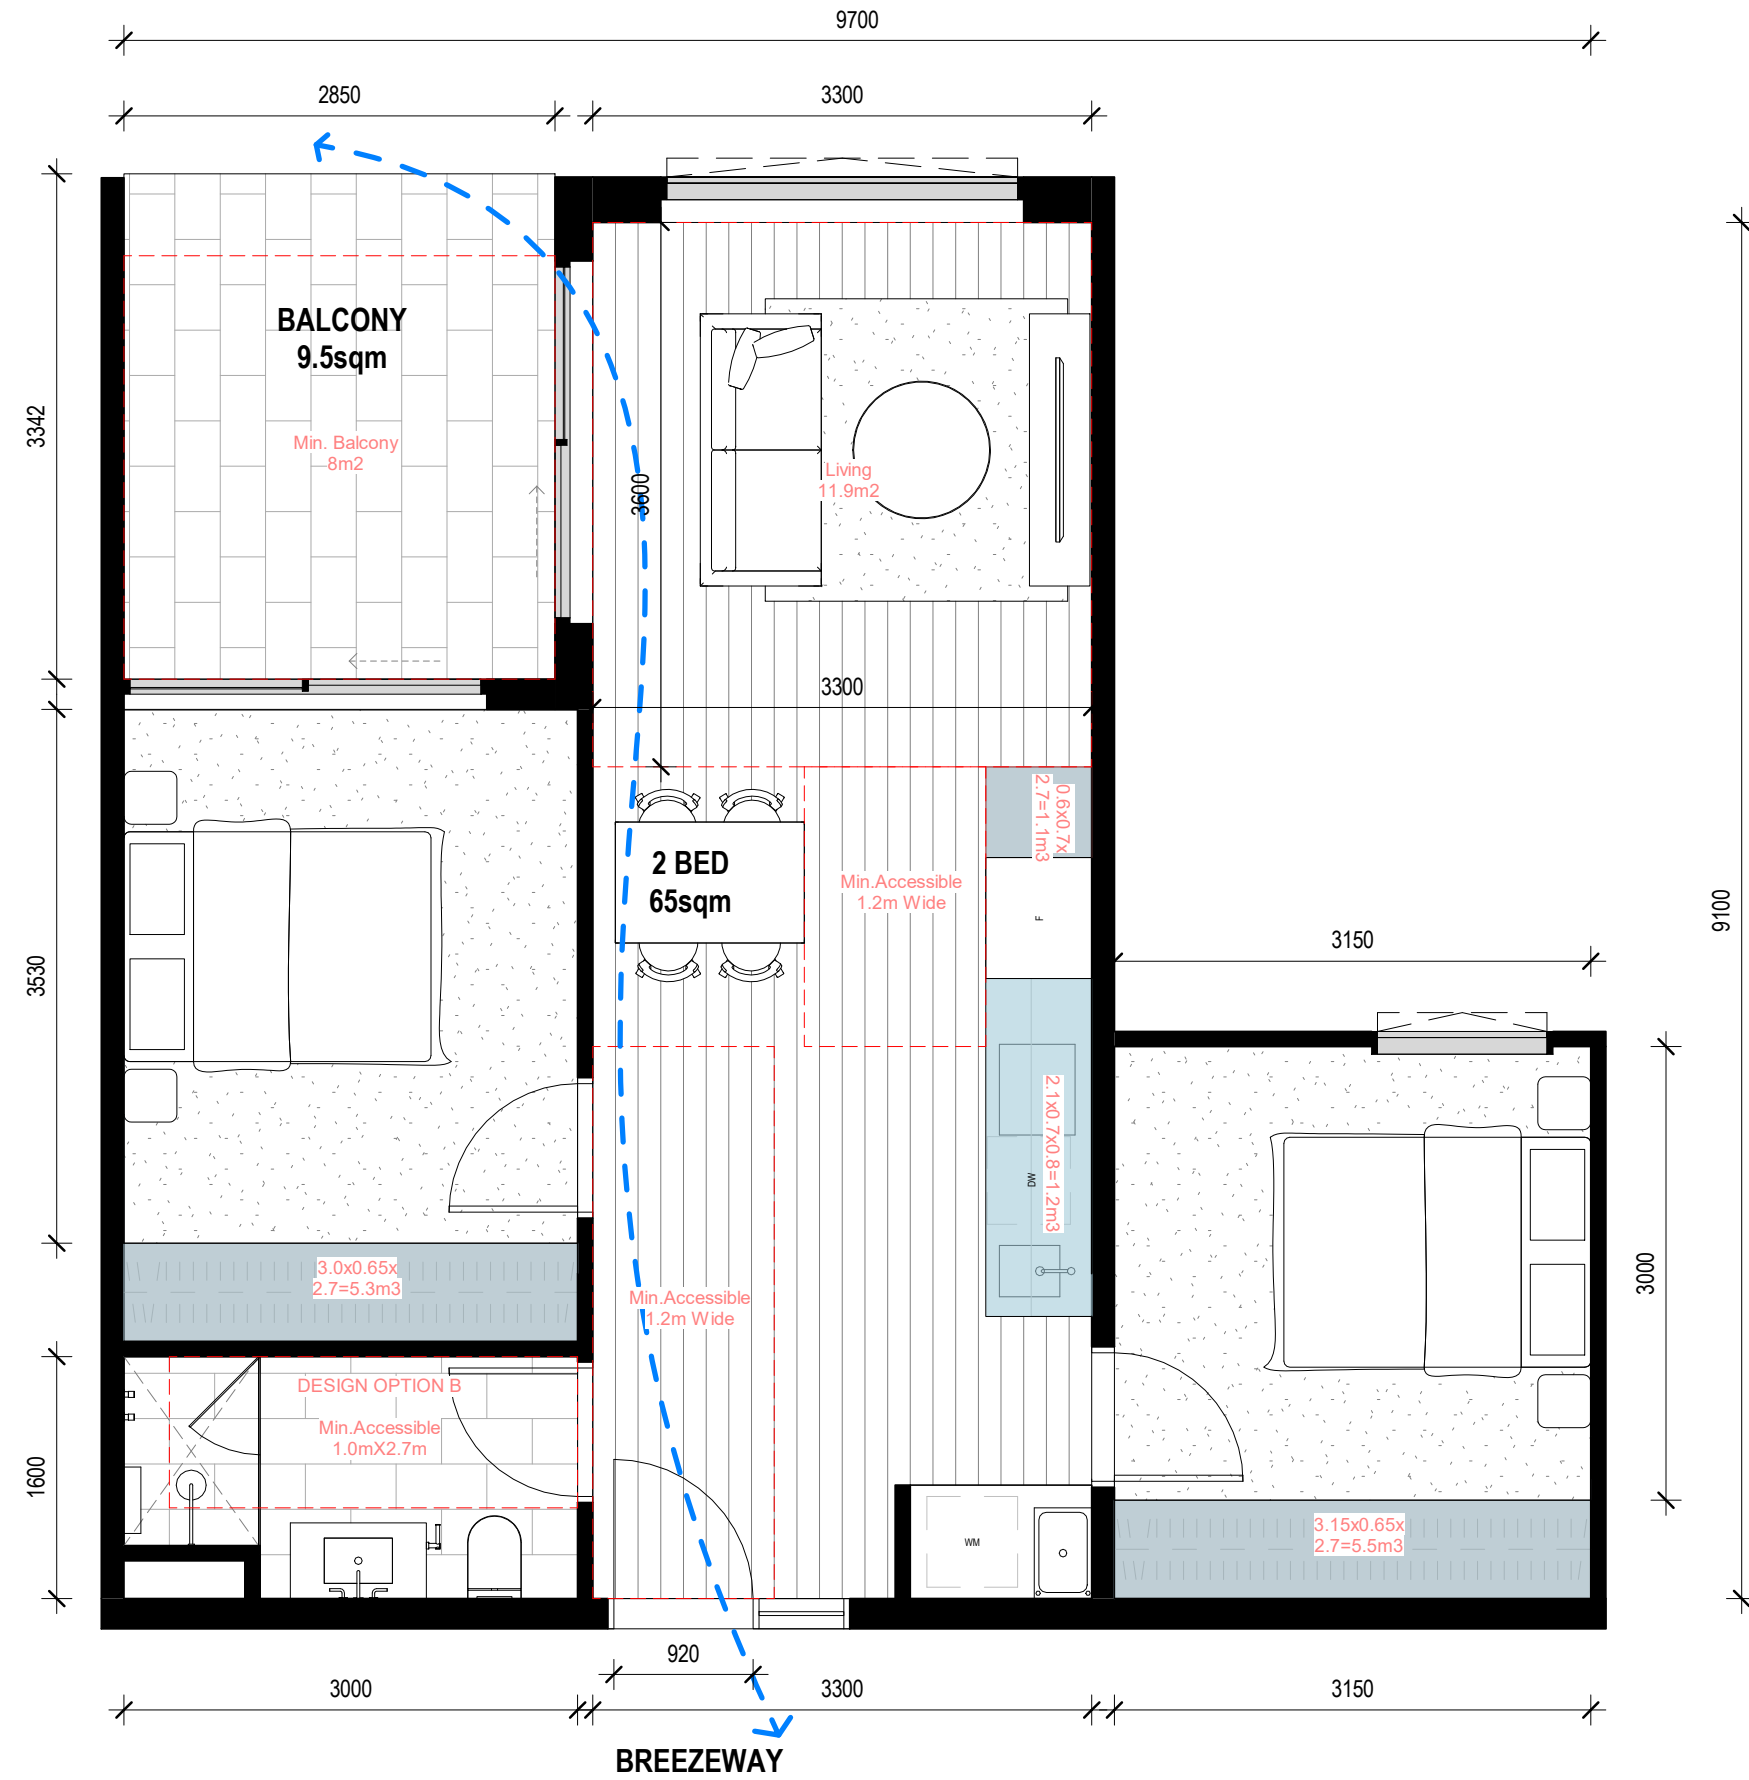 9700
2850
3300
BALCONY
9.5sqm
3342
Min. Balcony
8m2
3600
Living
11.9m2
3300
0.6x0.7x
2.7=1.1m3
2 BED
65sqm
Min.Accessible
1.2m Wide
F
9100
3150
3530
2.1x0.7x0.8=1.2m3
DW
3.0x0.65x
2.7=5.3m3
Min.Accessible
1.2m Wide
3000
DESIGN OPTION B
Min.Accessible
1.0mX2.7m
1600
WM
3.15x0.65x
2.7=5.5m3
920
3000
3300
3150
BREEZEWAY